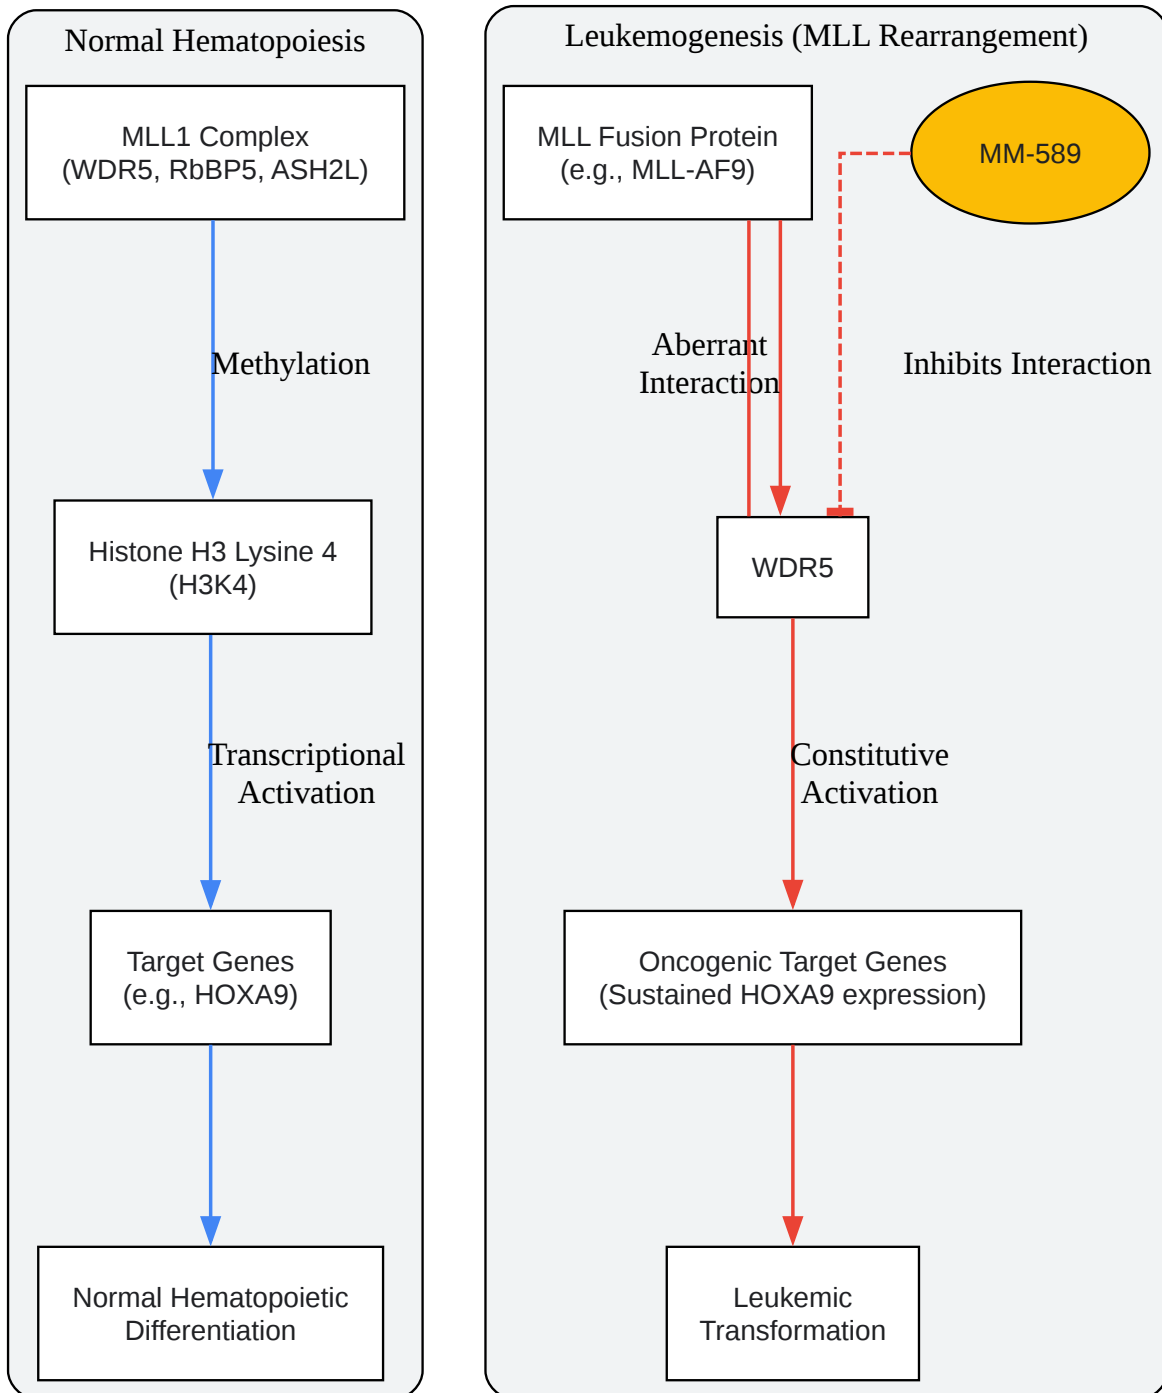 Normal Hematopoiesis
MLL1 Complex
(WDR5, RbBP5, ASH2L)
Methylation
Histone H3 Lysine 4
(H3K4)
Transcriptional
Activation
Target Genes
(e.g., HOXA9)
Normal Hematopoietic
Differentiation
Leukemogenesis (MLL Rearrangement)
MLL Fusion Protein
(e.g., MLL-AF9)
MM-589
Aberrant
Interaction
Inhibits Interaction
WDR5
Constitutive
Activation
Oncogenic Target Genes
(Sustained HOXA9 expression)
Leukemic
Transformation